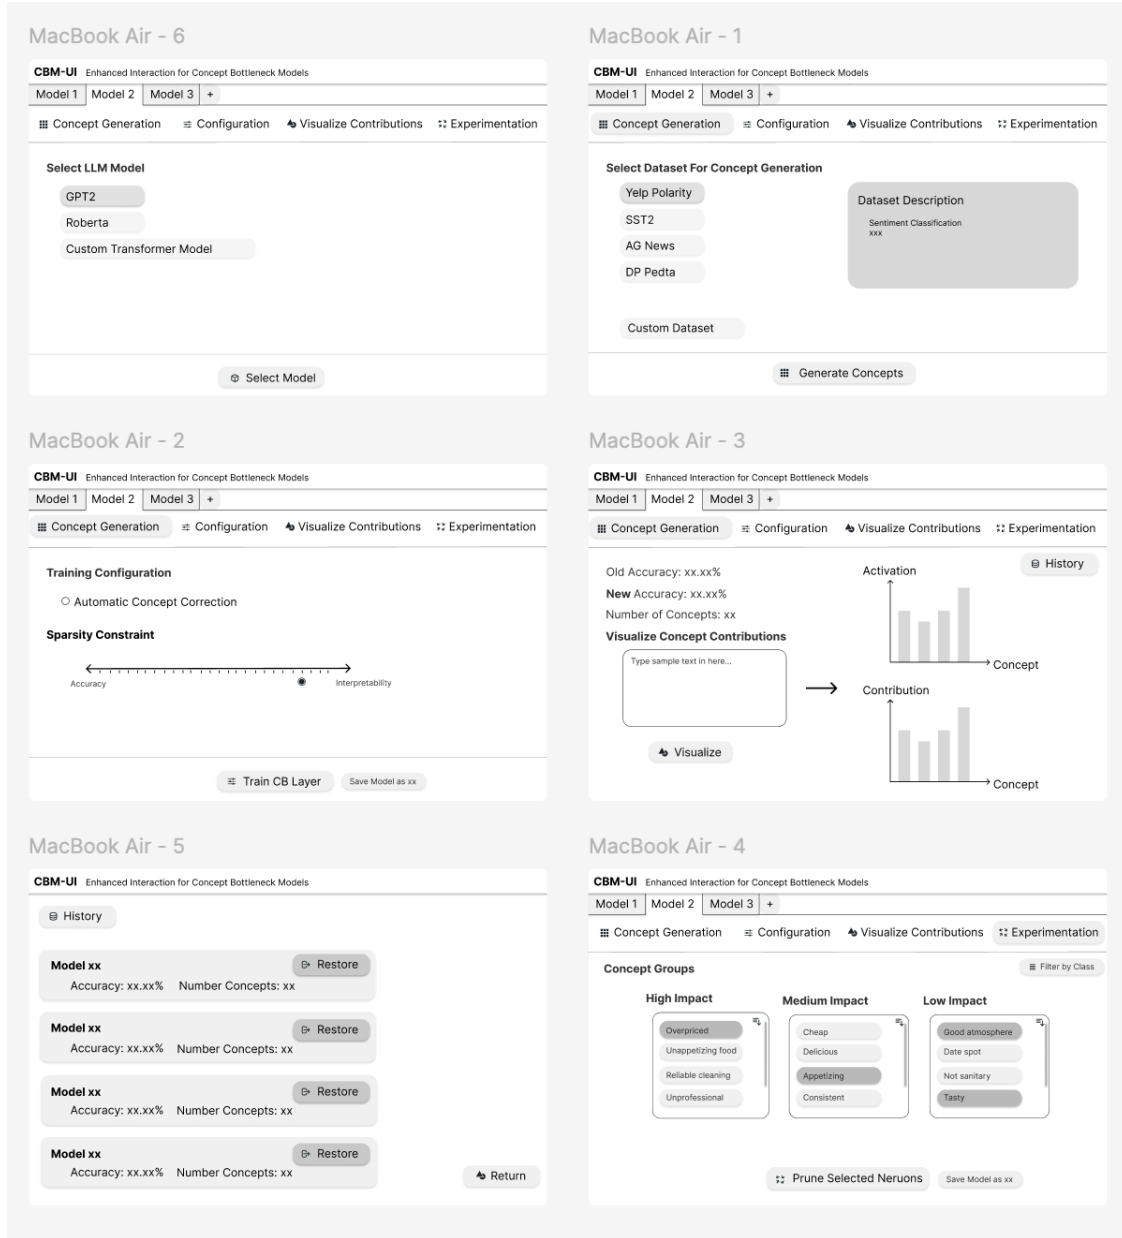 MacBook Air - 6
CBM-UI Enhanced Interaction for Concept Bottleneck Models
Model 1 Model 2 Model 3 +
Concept Generation Configuration Visualize Contributions Experimentation
Select LLM Model
GPT2
Roberta
Custom Transformer Model
Select Model
MacBook Air - 1
CBM-UI Enhanced Interaction for Concept Bottleneck Models
Model 1 Model 2 Model 3 +
Concept Generation Configuration Visualize Contributions Experimentation
Select Dataset For Concept Generation
Yelp Polarity
SST2
AG News
DP Pedta
Custom Dataset
Dataset Description
Sentiment Classification
xxx
Generate Concepts
MacBook Air - 2
CBM-UI Enhanced Interaction for Concept Bottleneck Models
Model 1 Model 2 Model 3 +
Concept Generation Configuration Visualize Contributions Experimentation
Training Configuration
Automatic Concept Correction
Sparsity Constraint
Accuracy Interpretability
Train CB Layer Save Model as xx
MacBook Air - 3
CBM-UI Enhanced Interaction for Concept Bottleneck Models
Model 1 Model 2 Model 3 +
Concept Generation Configuration Visualize Contributions Experimentation
History
Old Accuracy: xx.xx%
New Accuracy: xx.xx%
Number of Concepts: xx
Visualize Concept Contributions
Type sample text in here...
Visualize
Activation
Concept
Contribution
Concept
MacBook Air - 5
CBM-UI Enhanced Interaction for Concept Bottleneck Models
History
Model xx Restore
Accuracy: xx.xx% Number Concepts: xx
Model xx Restore
Accuracy: xx.xx% Number Concepts: xx
Model xx Restore
Accuracy: xx.xx% Number Concepts: xx
Model xx Restore
Accuracy: xx.xx% Number Concepts: xx
Return
MacBook Air - 4
CBM-UI Enhanced Interaction for Concept Bottleneck Models
Model 1 Model 2 Model 3 +
Concept Generation Configuration Visualize Contributions Experimentation
Concept Groups Filter by Class
High Impact
Overpriced
Unappetizing food
Reliable cleaning
Unprofessional
Medium Impact
Cheap
Delicious
Appetizing
Consistent
Low Impact
Good atmosphere
Date spot
Not sanitary
Tasty
Prune Selected Neruons Save Model as xx